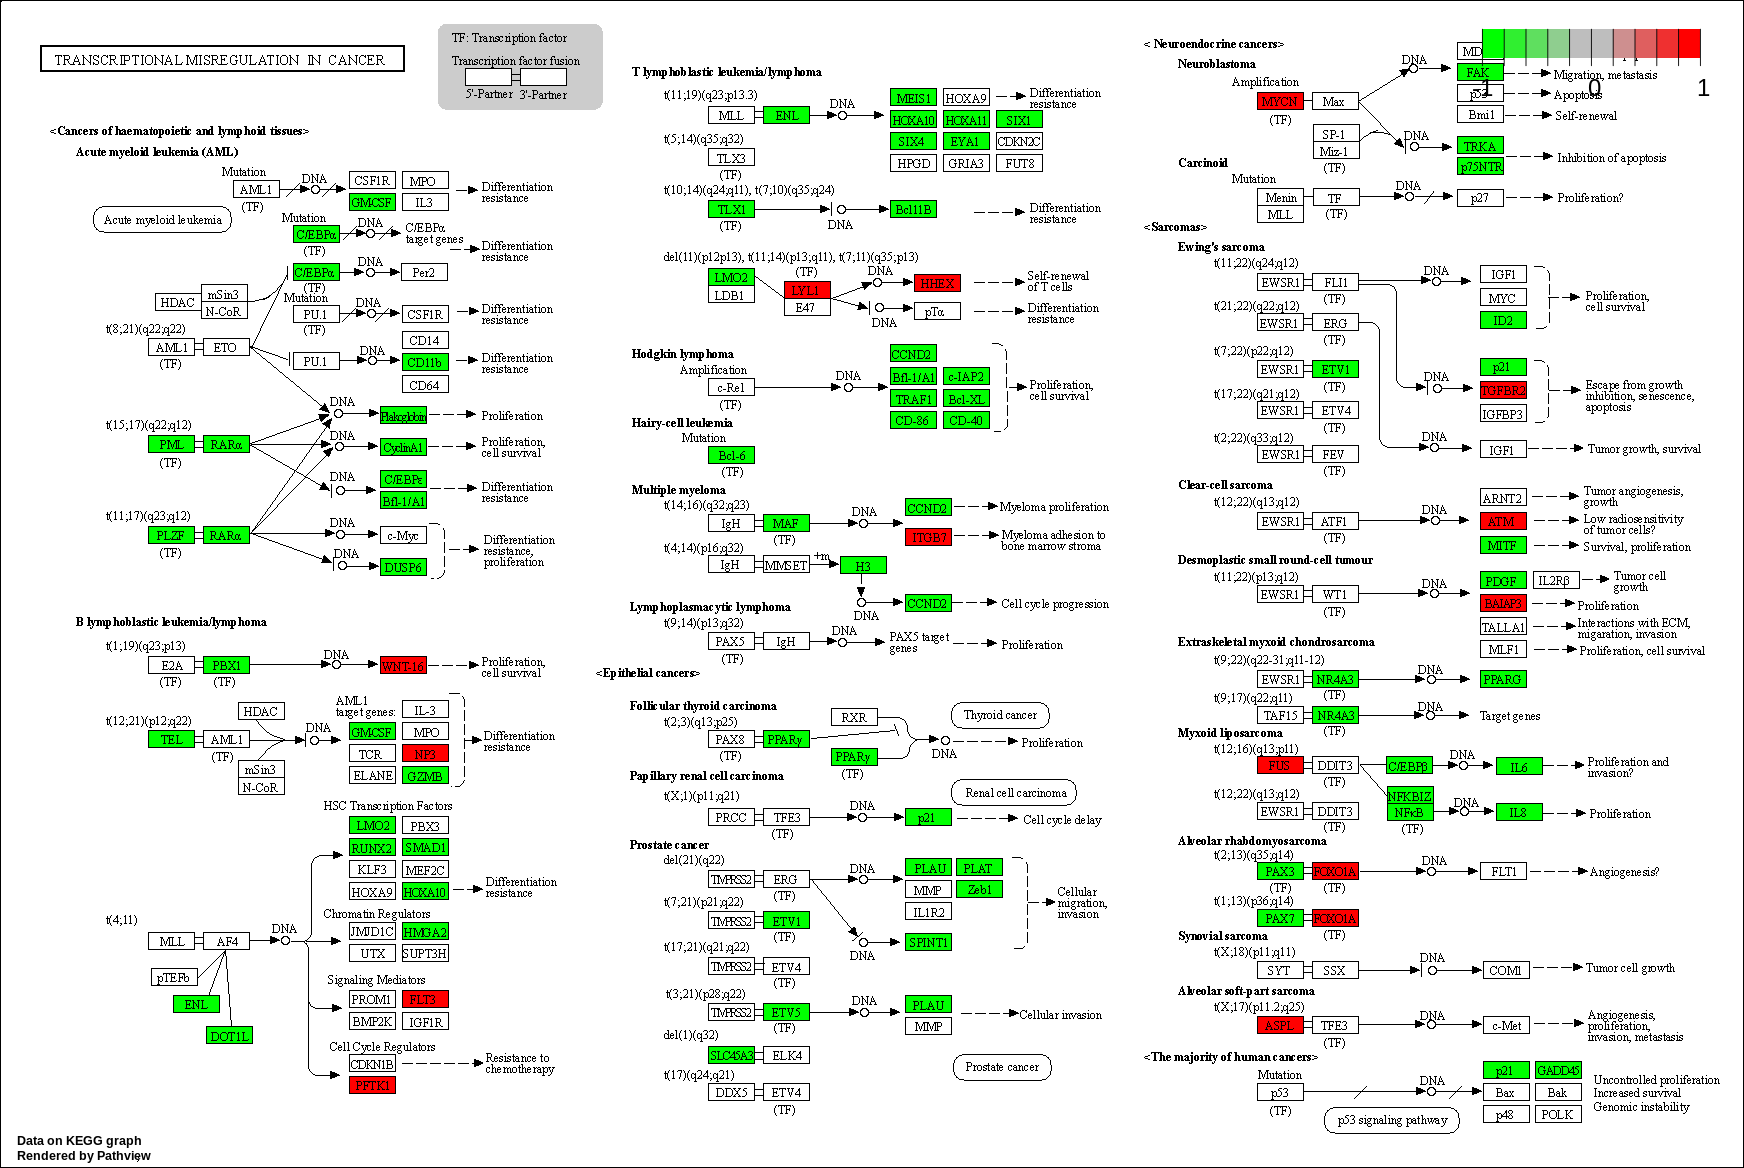 TRANSCRIPTIONAL MISREGULATION IN CANCER
TF: Transcription factor
Transcription factor fusion
5'-Partner 3'-Partner
<Cancers of haematopoietic and lymphoid tissues>
Acute myeloid leukemia (AML)
Mutation
AML1
(TF)
DNA
CSF1R
MPO
GMCSF
IL3
Differentiation
resistance
Acute myeloid leukemia
Mutation
C/EBPα
(TF)
DNA
C/EBPα
target genes
Differentiation
resistance
C/EBPα
(TF)
DNA
Per2
HDAC
mSin3
N-CoR
Mutation
PU.1
(TF)
DNA
CSF1R
Differentiation
resistance
t(8;21)(q22;q22)
AML1
ETO
(TF)
PU.1
DNA
CD14
CD11b
CD64
Differentiation
resistance
DNA
Plakoglobin
Proliferation
t(15;17)(q22;q12)
PML
RARα
(TF)
DNA
CyclinA1
Proliferation,
cell survival
DNA
C/EBPε
Bfl-1/A1
Differentiation
resistance
t(11;17)(q23;q12)
PLZF
RARα
(TF)
DNA
c-Myc
DNA
DUSP6
Differentiation
resistance,
proliferation
B lymphoblastic leukemia/lymphoma
t(1;19)(q23;p13)
E2A
PBX1
(TF)
(TF)
DNA
WNT-16
Proliferation,
cell survival
t(12;21)(p12;q22)
TEL
AML1
(TF)
HDAC
mSin3
N-CoR
DNA
AML1
target genes:
IL-3
GMCSF
MPO
TCR
NP3
ELANE
GZMB
Differentiation
resistance
HSC Transcription Factors
LMO2
PBX3
RUNX2
SMAD1
KLF3
MEF2C
HOXA9
HOXA10
Differentiation
resistance
t(4;11)
MLL
AF4
DNA
pTEFb
ENL
DOT1L
Chromatin Regulators
JMJD1C
HMGA2
UTX
SUPT3H
Signaling Mediators
PROM1
FLT3
BMP2K
IGF1R
Cell Cycle Regulators
CDKN1B
PFTK1
Resistance to
chemotherapy
T lymphoblastic leukemia/lymphoma
t(11;19)(q23;p13.3)
MLL
ENL
DNA
MEIS1
HOXA9
HOXA10
HOXA11
SIX1
SIX4
EYA1
CDKN2C
HPGD
GRIA3
FUT8
Differentiation
resistance
t(5;14)(q35;q32)
TLX3
(TF)
t(10;14)(q24;q11), t(7;10)(q35;q24)
TLX1
(TF)
DNA
Bcl11B
Differentiation
resistance
del(11)(p12p13), t(11;14)(p13;q11), t(7;11)(q35;p13)
LMO2
LDB1
(TF)
LYL1
E47
DNA
HHEX
Self-renewal
of T cells
DNA
pTα
Differentiation
resistance
Hodgkin lymphoma
Amplification
c-Rel
(TF)
DNA
CCND2
Bfl-1/A1
c-IAP2
TRAF1
Bcl-XL
CD-86
CD-40
Proliferation,
cell survival
Hairy-cell leukemia
Mutation
Bcl-6
(TF)
Multiple myeloma
t(14;16)(q32;q23)
IgH
MAF
(TF)
DNA
CCND2
Myeloma proliferation
ITGB7
Myeloma adhesion to
bone marrow stroma
t(4;14)(p16;q32)
IgH
MMSET
+m
H3
DNA
CCND2
Cell cycle progression
Lymphoplasmacytic lymphoma
t(9;14)(p13;q32)
PAX5
IgH
(TF)
DNA
PAX5 target
genes
Proliferation
<Epithelial cancers>
Follicular thyroid carcinoma
t(2;3)(q13;p25)
PAX8
PPARγ
(TF)
RXR
PPARγ
(TF)
DNA
Thyroid cancer
Proliferation
Papillary renal cell carcinoma
t(X;1)(p11;q21)
PRCC
TFE3
(TF)
DNA
p21
Renal cell carcinoma
Cell cycle delay
Prostate cancer
del(21)(q22)
TMPRSS2
ERG
(TF)
DNA
PLAU
PLAT
MMP
Zeb1
IL1R2
Cellular
migration,
invasion
t(7;21)(p21;q22)
TMPRSS2
ETV1
(TF)
DNA
SPINT1
t(17;21)(q21;q22)
TMPRSS2
ETV4
(TF)
t(3;21)(p28;q22)
TMPRSS2
ETV5
(TF)
DNA
PLAU
MMP
Cellular invasion
del(1)(q32)
SLC45A3
ELK4
t(17)(q24;q21)
DDX5
ETV4
(TF)
Prostate cancer
< Neuroendocrine cancers>
Neuroblastoma
Amplification
MYCN
(TF)
Max
DNA
FAK
Migration, metastasis
Apoptosis
Bmi1
Self-renewal
SP-1
Miz-1
DNA
TRKA
p75NTR
Inhibition of apoptosis
-1
0
1
Carcinoid
Mutation
Menin
MLL
TF
(TF)
DNA
p27
Proliferation?
<Sarcomas>
Ewing's sarcoma
t(11;22)(q24;q12)
EWSR1
FLI1
(TF)
DNA
IGF1
MYC
ID2
Proliferation,
cell survival
t(21;22)(q22;q12)
EWSR1
ERG
(TF)
t(7;22)(p22;q12)
EWSR1
ETV1
(TF)
DNA
p21
TGFBR2
IGFBP3
Escape from growth
inhibition, senescence,
apoptosis
t(17;22)(q21;q12)
EWSR1
ETV4
(TF)
t(2;22)(q33;q12)
EWSR1
FEV
(TF)
DNA
IGF1
Tumor growth, survival
Clear-cell sarcoma
t(12;22)(q13;q12)
EWSR1
ATF1
(TF)
DNA
ARNT2
Tumor angiogenesis,
growth
ATM
Low radiosensitivity
of tumor cells?
MITF
Survival, proliferation
Desmoplastic small round-cell tumour
t(11;22)(p13;q12)
EWSR1
WT1
(TF)
DNA
PDGF
IL2Rβ
Tumor cell
growth
BAIAP3
Proliferation
TALLA1
Interactions with ECM,
migaration, invasion
MLF1
Proliferation, cell survival
Extraskeletal myxoid chondrosarcoma
t(9;22)(q22-31;q11-12)
EWSR1
NR4A3
(TF)
DNA
PPARG
t(9;17)(q22;q11)
TAF15
NR4A3
(TF)
DNA
Target genes
Myxoid liposarcoma
t(12;16)(q13;p11)
FUS
DDIT3
(TF)
C/EBPβ
DNA
IL6
Proliferation and
invasion?
t(12;22)(q13;q12)
EWSR1
DDIT3
(TF)
NFKBIZ
NFκB
(TF)
DNA
IL8
Proliferation
Alveolar rhabdomyosarcoma
t(2;13)(q35;q14)
PAX3
FOXO1A
(TF)
DNA
FLT1
Angiogenesis?
t(1;13)(p36;q14)
PAX7
FOXO1A
(TF)
Synovial sarcoma
t(X;18)(p11;q11)
SYT
SSX
(TF)
DNA
COM1
Tumor cell growth
Alveolar soft-part sarcoma
t(X;17)(p11.2;q25)
ASPL
TFE3
(TF)
DNA
c-Met
Angiogenesis,
proliferation,
invasion, metastasis
<The majority of human cancers>
Mutation
p53
(TF)
DNA
p21
GADD45
Bax
Bak
p48
POLK
Uncontrolled proliferation
Increased survival
Genomic instability
p53 signaling pathway
Data on KEGG graph
Rendered by Pathview